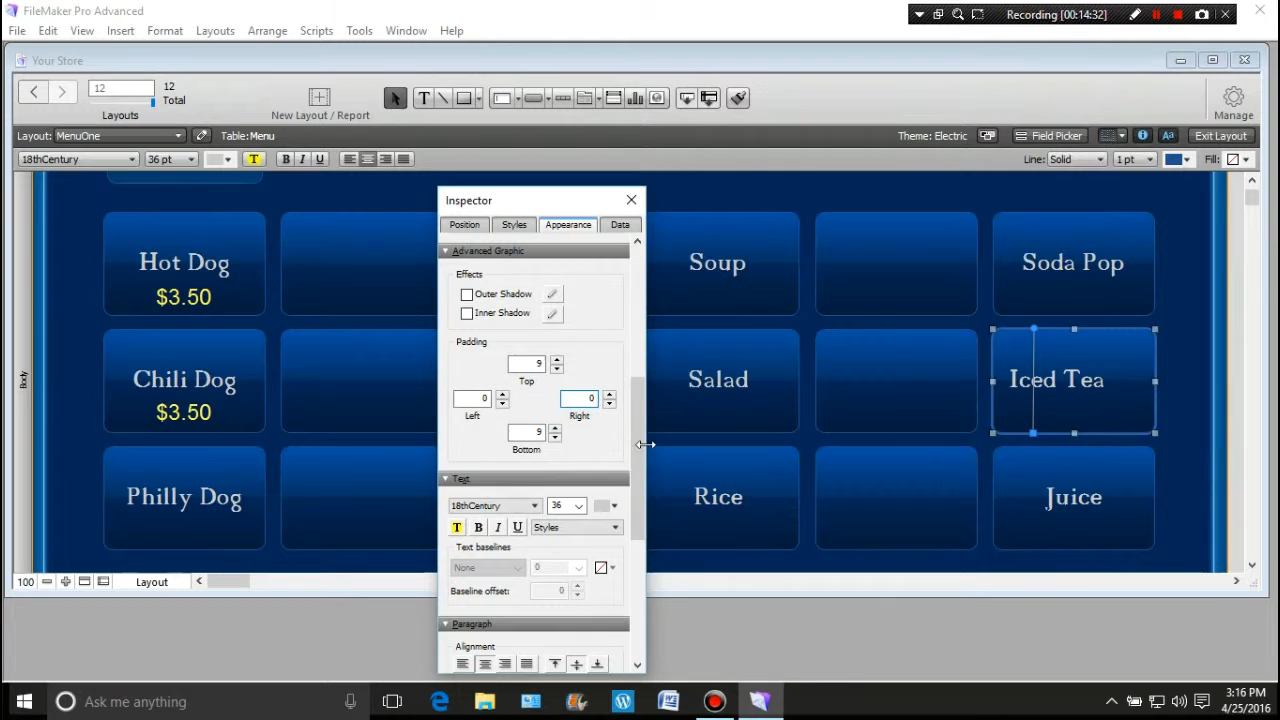 FileMaker Pro Advanced
Recording [00:14:32]
File Edit View Insert Format Layouts Arrange Scripts Tools Window Help
Your Store
12
12
Total
Layouts
New Layout / Report
Manage
Layout: MenuOne
Table: Menu
Theme: Electric
Field Picker
Aa
Exit Layout
18thCentury
36 pt
T
B I U
Line: Solid
1 pt
Fill:
Inspector
Position Styles Appearance Data
Advanced Graphic
Effects
Outer Shadow
Inner Shadow
Padding
9
Top
0
Left
0
Right
9
Bottom
Text
18thCentury
36
T B I U
Styles
Text baselines
None
0
Baseline offset:
0
Paragraph
Alignment
Hot Dog
$3.50
Soup
Soda Pop
Chili Dog
$3.50
Salad
Iced Tea
Philly Dog
Rice
Juice
Body
100
Layout
Ask me anything
3:16 PM
4/25/2016